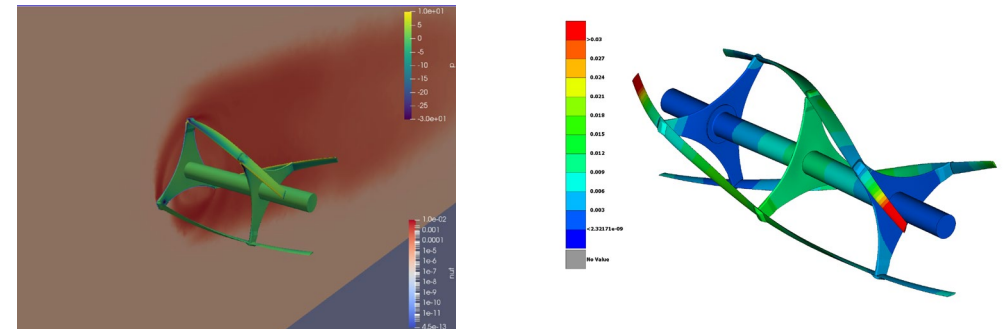 1.0e+01
5
0
-5
-10
-15
-20
-25
-3.0e+01
p
1.0e-02
0.001
0.0001
1e-5
1e-6
1e-7
1e-8
1e-9
1e-10
1e-11
4.5e-13
nut
>0.03
0.027
0.024
0.021
0.018
0.015
0.012
0.009
0.006
0.003
<2.32171e-09
No Value